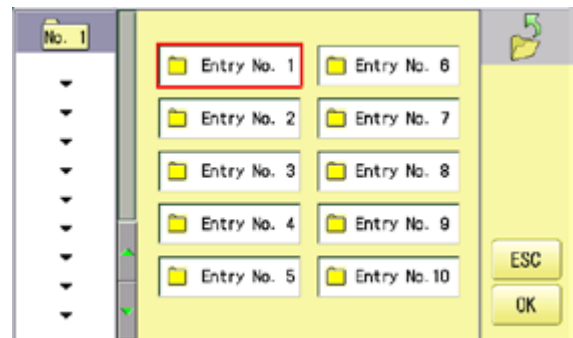 No. 1
Entry No. 1
Entry No. 6
Entry No. 2
Entry No. 7
Entry No. 3
Entry No. 8
Entry No. 4
Entry No. 9
Entry No. 5
Entry No.10
ESC
OK